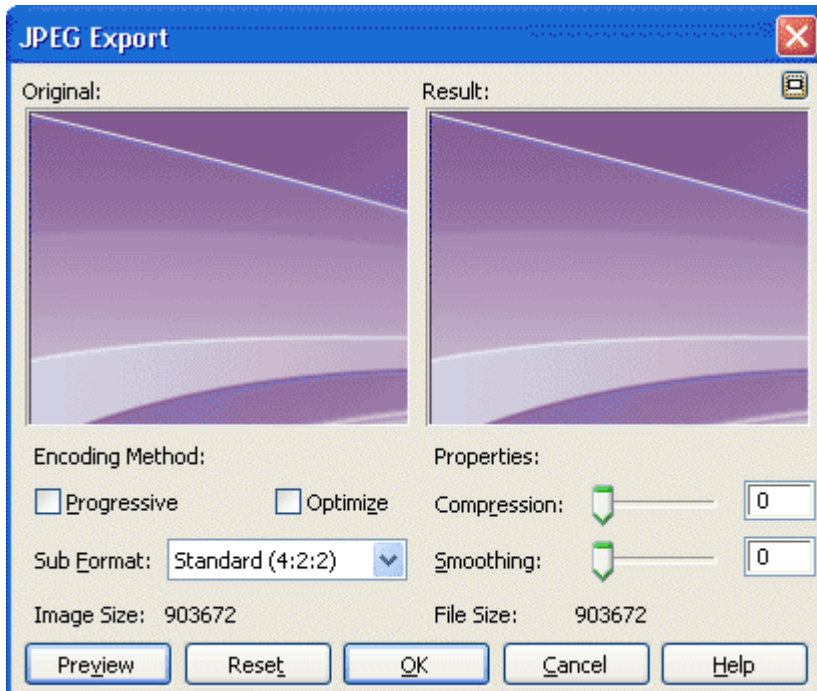 JPEG Export
Original:
Result:
Encoding Method:
Properties:
Progressive
Optimize
Compression:
0
Sub Format:
Standard (4:2:2)
Smoothing:
0
Image Size: 903672
File Size: 903672
Preview
Reset
OK
Cancel
Help